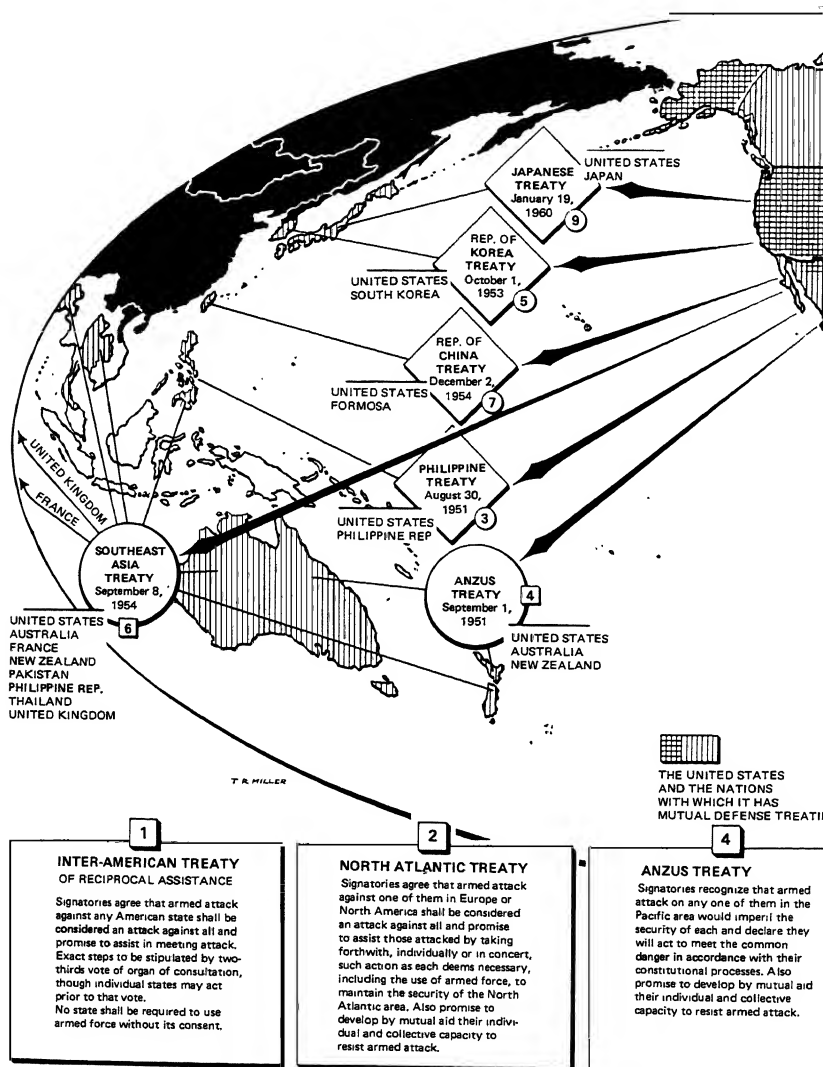 UNITED STATES
JAPAN
JAPANESE
TREATY
January 19,
1960
9
REP. OF
KOREA
TREATY
October 1,
1953
5
UNITED STATES
SOUTH KOREA
REP. OF
CHINA
TREATY
December 2,
1954
7
UNITED STATES
FORMOSA
PHILIPPINE
TREATY
August 30,
1951
3
UNITED STATES
PHILIPPINE REP
UNITED KINGDOM
FRANCE
SOUTHEAST
ASIA
TREATY
September 8,
1954
6
UNITED STATES
AUSTRALIA
FRANCE
NEW ZEALAND
PAKISTAN
PHILIPPINE REP.
THAILAND
UNITED KINGDOM
ANZUS
TREATY
September 1,
1951
4
UNITED STATES
AUSTRALIA
NEW ZEALAND
T R MILLER
THE UNITED STATES
AND THE NATIONS
WITH WHICH IT HAS
MUTUAL DEFENSE TREATI
1
INTER-AMERICAN TREATY
OF RECIPROCAL ASSISTANCE
Signatories agree that armed attack
against any American state shall be
considered an attack against all and
promise to assist in meeting attack.
Exact steps to be stipulated by two-
thirds vote of organ of consultation,
though individual states may act
prior to that vote.
No state shall be required to use
armed force without its consent.
2
NORTH ATLANTIC TREATY
Signatories agree that armed attack
against one of them in Europe or
North America shall be considered
an attack against all and promise
to assist those attacked by taking
forthwith, individually or in concert,
such action as each deems necessary,
including the use of armed force, to
maintain the security of the North
Atlantic area. Also promise to
develop by mutual aid their indivi-
dual and collective capacity to
resist armed attack.
4
ANZUS TREATY
Signatories recognize that armed
attack on any one of them in the
Pacific area would imperil the
security of each and declare they
will act to meet the common
danger in accordance with their
constitutional processes. Also
promise to develop by mutual aid
their individual and collective
capacity to resist armed attack.